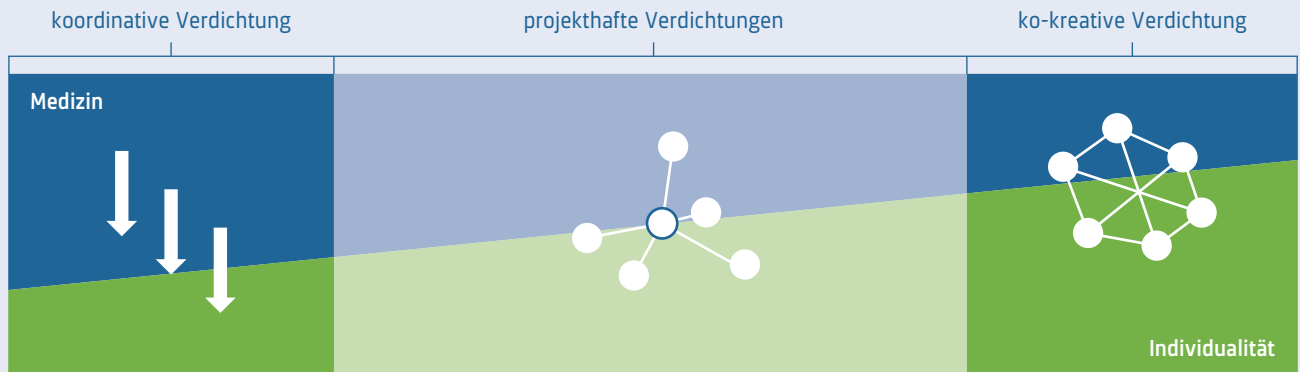 koordinative Verdichtung
projekthafte Verdichtungen
ko-kreative Verdichtung
Medizin
Individualität